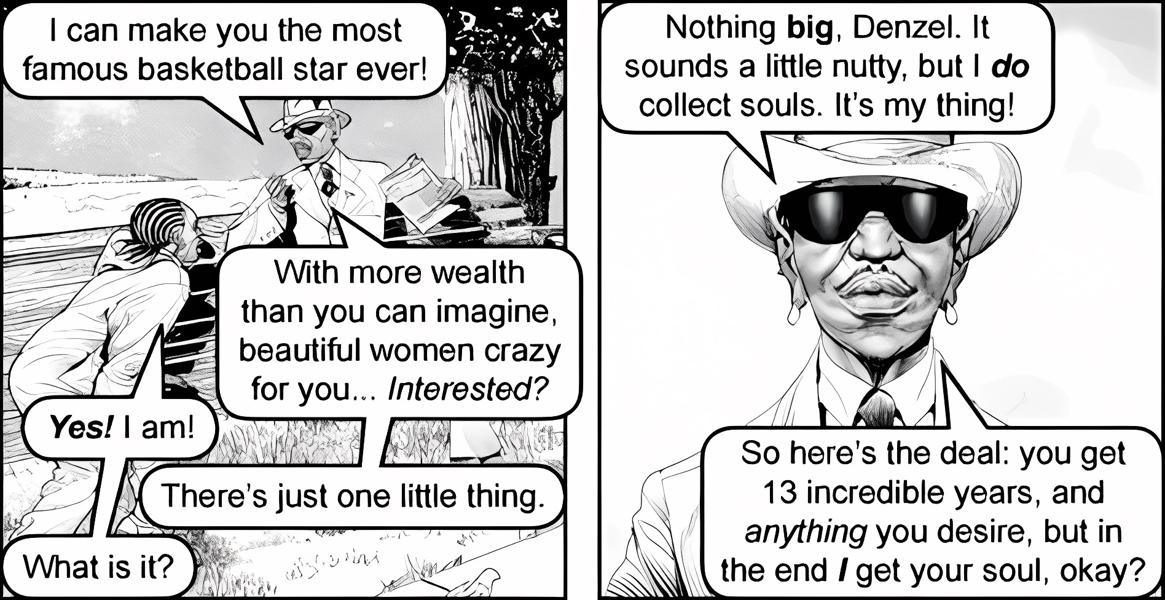 I can make you the most
famous basketball star ever!
With more wealth
than you can imagine,
beautiful women crazy
for you... Interested?
Yes! I am!
There's just one little thing.
What is it?
Nothing big, Denzel. It
sounds a little nutty, but I do
collect souls. It's my thing!
So here's the deal: you get
13 incredible years, and
anything you desire, but in
the end I get your soul, okay?